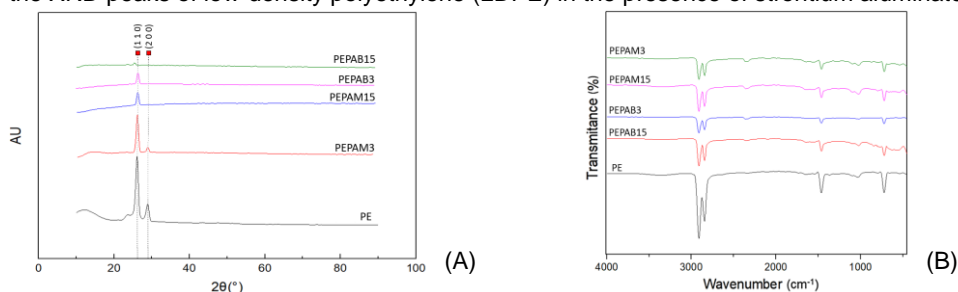 the XRD peaks of low-density polyethylene (LDPE) in the presence of strontium aluminate
(1 1 0)
(2 0 0)
PEPAB15
PEPAB3
PEPAM15
PEPAM3
PE
AU
0 20 40 60 80 100
2θ(°)
(A)
PEPAM3
PEPAM15
PEPAB3
PEPAB15
PE
Transmitance (%)
4000 3000 2000 1000
Wavenumber (cm⁻¹)
(B)